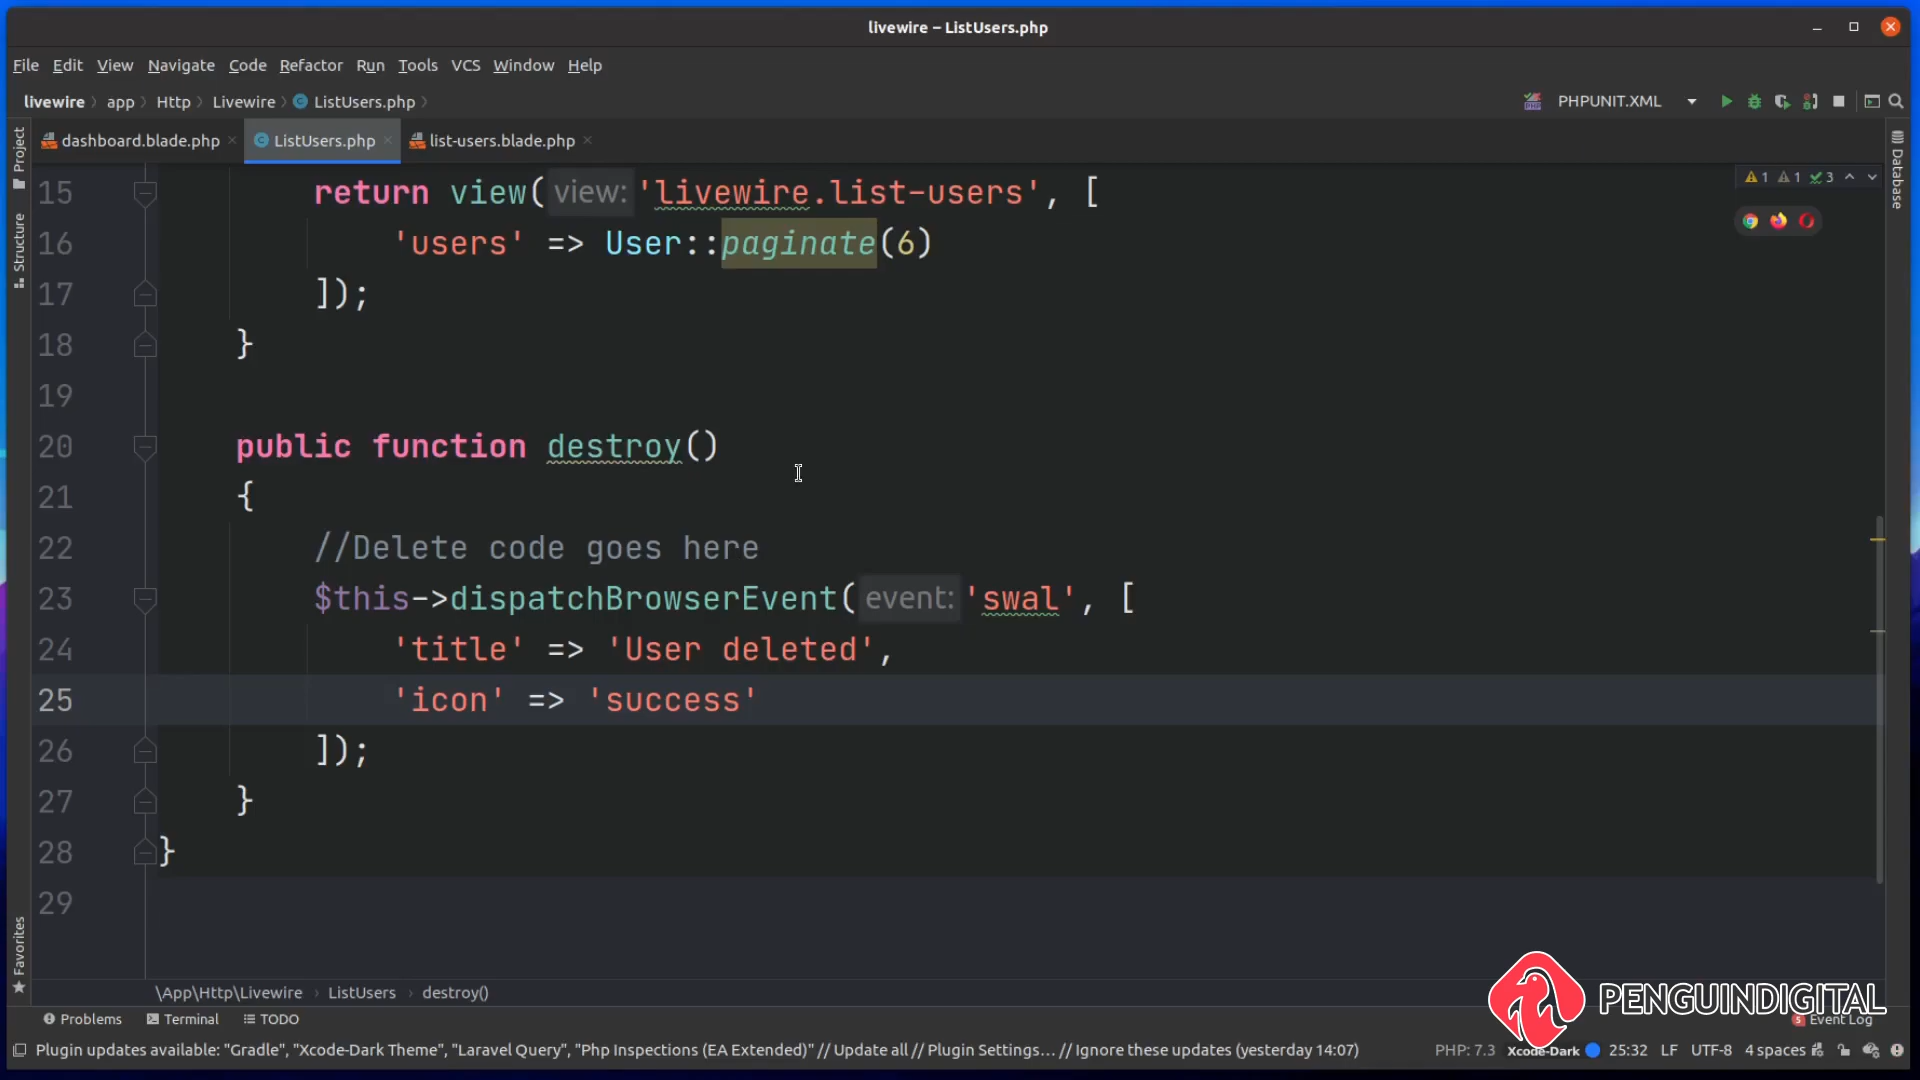 livewire – ListUsers.php
File Edit View Navigate Code Refactor Run Tools VCS Window Help
livewire app Http Livewire ListUsers.php PHPUNIT.XML
dashboard.blade.php ListUsers.php list-users.blade.php
Project
Structure
Favorites
Database
1 1 3
15 return view( view: 'livewire.list-users', [
16 'users' => User::paginate(6)
17 ]);
18 }
19
20 public function destroy()
21 {
22 //Delete code goes here
23 $this->dispatchBrowserEvent( event: 'swal', [
24 'title' => 'User deleted',
25 'icon' => 'success'
26 ]);
27 }
28 }
29
\App\Http\Livewire ListUsers destroy()
PENGUINDIGITAL
Problems Terminal TODO 5 Event Log
Plugin updates available: "Gradle", "Xcode-Dark Theme", "Laravel Query", "Php Inspections (EA Extended)" // Update all // Plugin Settings... // Ignore these updates (yesterday 14:07) PHP: 7.3 Xcode-Dark 25:32 LF UTF-8 4 spaces